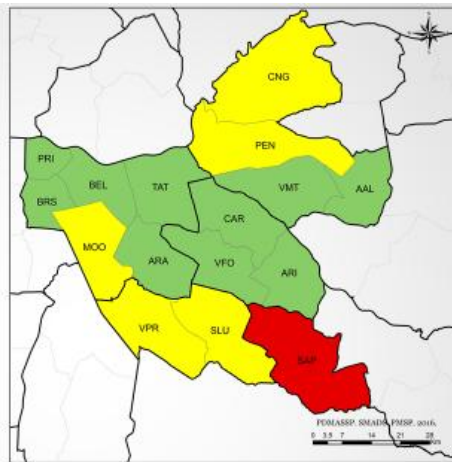 CNG
PEN
PRI
BEL
TAT
VMT
AAL
BRS
CAR
MOO
ARA
VFO
ARI
VPR
SLU
SAP
PDMASSP, SMADS, PMSP, 2016.
0 3,5 7 14 21 28
Km